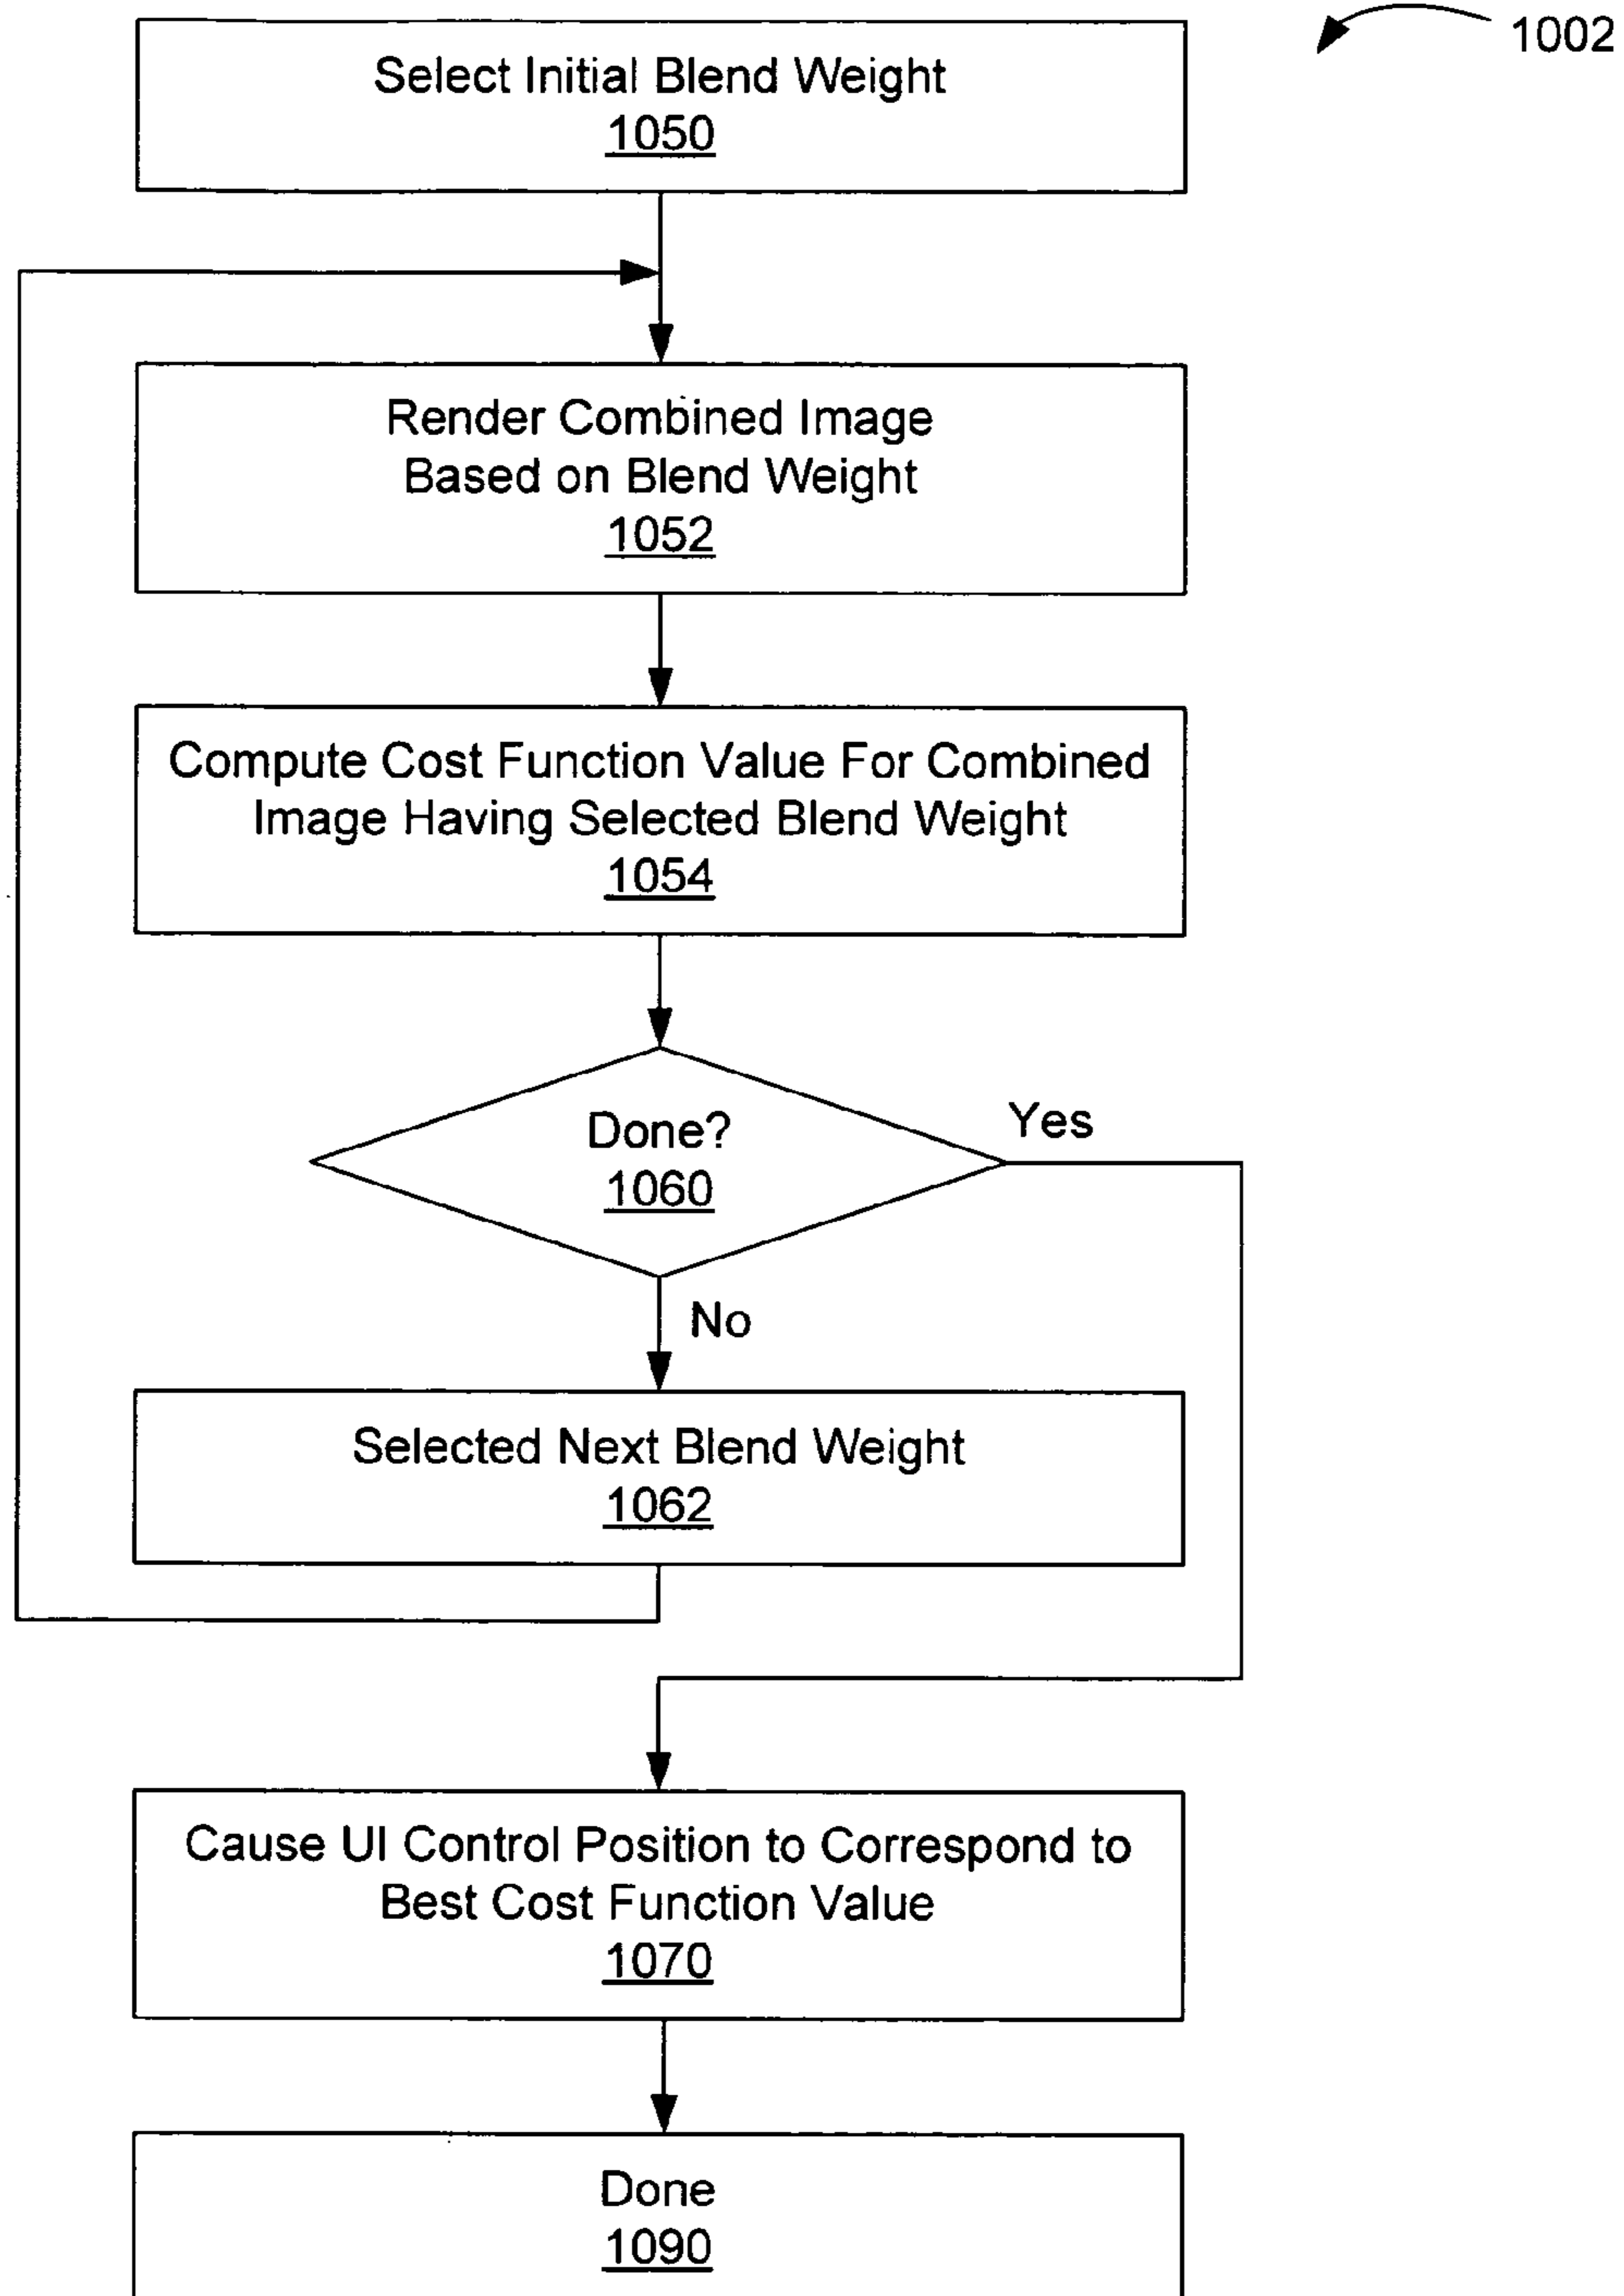 1002
Select Initial Blend Weight
1050
Render Combined Image
Based on Blend Weight
1052
Compute Cost Function Value For Combined
Image Having Selected Blend Weight
1054
Done?
1060
Yes
No
Selected Next Blend Weight
1062
Cause UI Control Position to Correspond to
Best Cost Function Value
1070
Done
1090